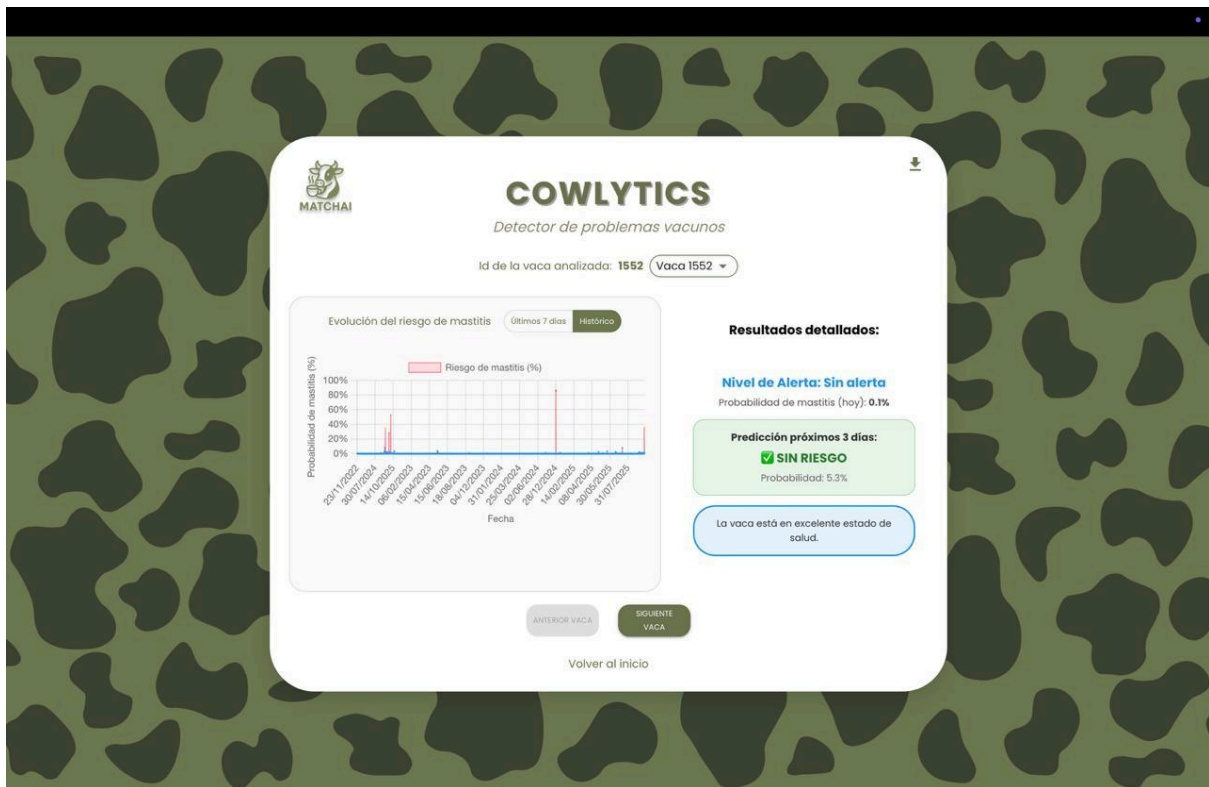 MATCHAI
COWLYTICS
Detector de problemas vacunos
Id de la vaca analizada: 1552 Vaca 1552
Evolución del riesgo de mastitis Últimos 7 días Histórico
Riesgo de mastitis (%)
Probabilidad de mastitis (%)
100%
80%
60%
40%
20%
0%
23/11/2022
30/07/2024
14/10/2025
06/02/2023
15/04/2023
15/06/2023
18/08/2023
04/12/2023
31/01/2024
25/03/2024
02/06/2024
28/12/2024
14/02/2025
08/04/2025
30/05/2025
31/07/2025
Fecha
Resultados detallados:
Nivel de Alerta: Sin alerta
Probabilidad de mastitis (hoy): 0.1%
Predicción próximos 3 días:
SIN RIESGO
Probabilidad: 5.3%
La vaca está en excelente estado de
salud.
ANTERIOR VACA
SIGUIENTE
VACA
Volver al inicio